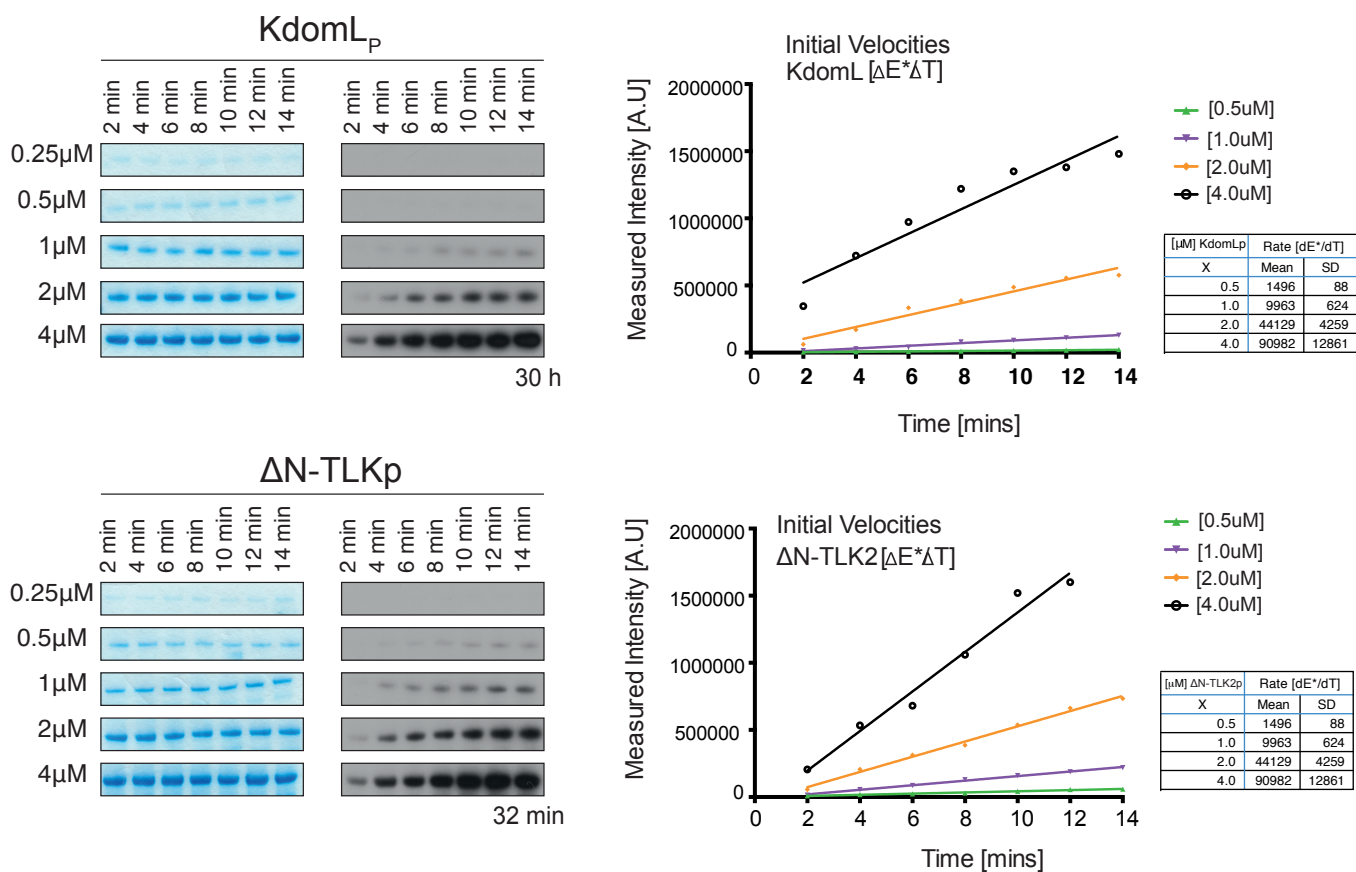 KdomLP
2 min 4 min 6 min 8 min 10 min 12 min 14 min 2 min 4 min 6 min 8 min 10 min 12 min 14 min
0.25µM
0.5µM
1µM
2µM
4µM
30 h
Initial Velocities
KdomL [ΔE*ΔT]
Measured Intensity [A.U]
2000000
1500000
1000000
500000
0
0 2 4 6 8 10 12 14
Time [mins]
[0.5uM]
[1.0uM]
[2.0uM]
[4.0uM]
[µM] KdomLp Rate [dE*/dT]
X Mean SD
0.5 1496 88
1.0 9963 624
2.0 44129 4259
4.0 90982 12861
ΔN-TLKp
2 min 4 min 6 min 8 min 10 min 12 min 14 min 2 min 4 min 6 min 8 min 10 min 12 min 14 min
0.25µM
0.5µM
1µM
2µM
4µM
32 min
Initial Velocities
ΔN-TLK2 [ΔE*ΔT]
Measured Intensity [A.U]
2000000
1500000
1000000
500000
0
0 2 4 6 8 10 12 14
Time [mins]
[0.5uM]
[1.0uM]
[2.0uM]
[4.0uM]
[µM] ΔN-TLK2p Rate [dE*/dT]
X Mean SD
0.5 1496 88
1.0 9963 624
2.0 44129 4259
4.0 90982 12861